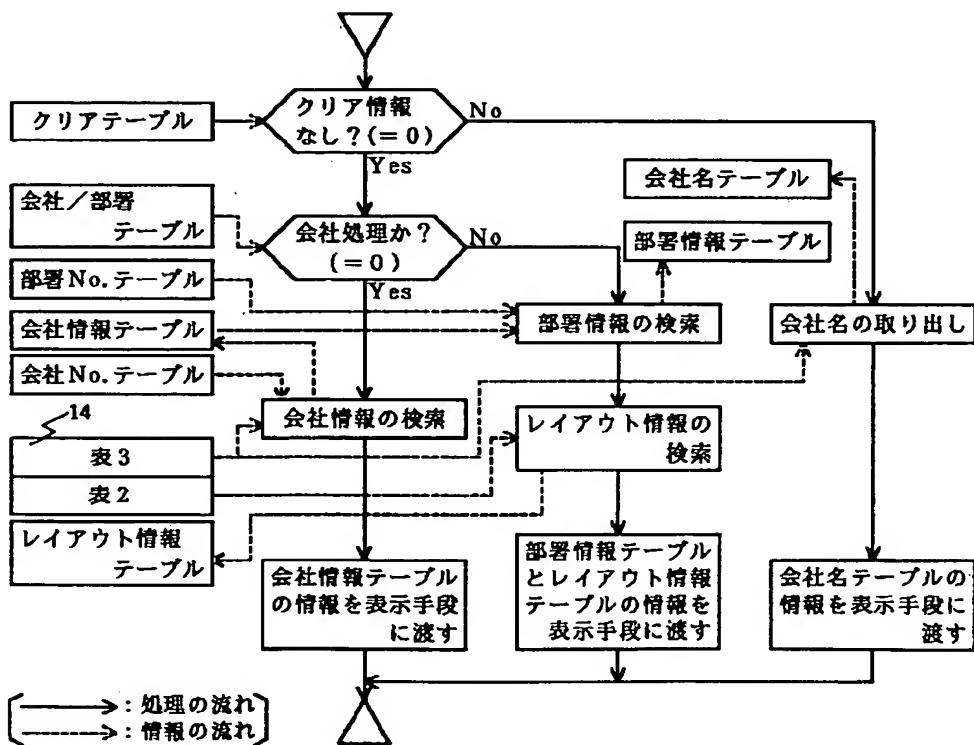 クリアテーブル
クリア情報
なし?(=0)
No
Yes
会社名テーブル
会社/部署
テーブル
会社処理か?
(=0)
No
Yes
部署情報テーブル
部署No.テーブル
会社情報テーブル
会社No.テーブル
部署情報の検索
会社名の取り出し
14
表3
表2
会社情報の検索
レイアウト情報の
検索
レイアウト情報
テーブル
会社情報テーブル
の情報を表示手段
に渡す
部署情報テーブル
とレイアウト情報
テーブルの情報を
表示手段に渡す
会社名テーブルの
情報を表示手段に
渡す
:処理の流れ
:情報の流れ